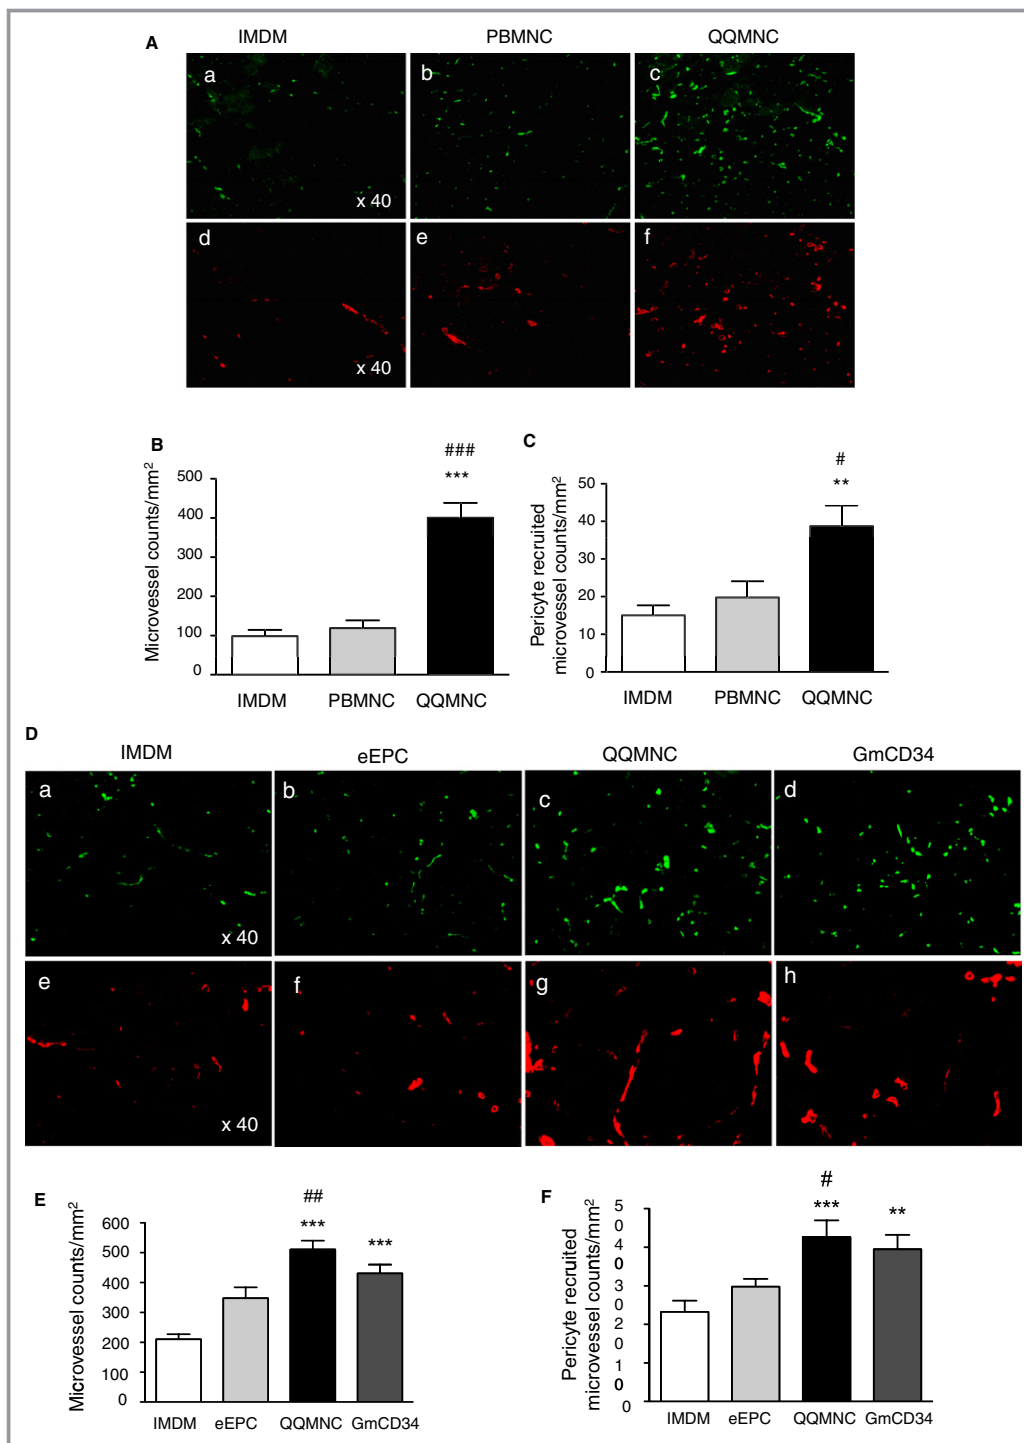 A
IMDM PBMNC QQMNC
a b c
x 40
d e f
x 40
B
###
***
Microvessel counts/mm²
500
400
300
200
100
0
IMDM PBMNC QQMNC
C
#
**
Pericyte recruited
microvessel counts/mm²
50
40
30
20
10
0
IMDM PBMNC QQMNC
D
IMDM eEPC QQMNC GmCD34
a b c d
x 40
e f g h
x 40
E
##
*** ***
Microvessel counts/mm²
600
500
400
300
200
100
0
IMDM eEPC QQMNC GmCD34
F
#
*** **
Pericyte recruited
microvessel counts/mm²
5
0
4
0
3
0
2
0
1
0
0
IMDM eEPC QQMNC GmCD34